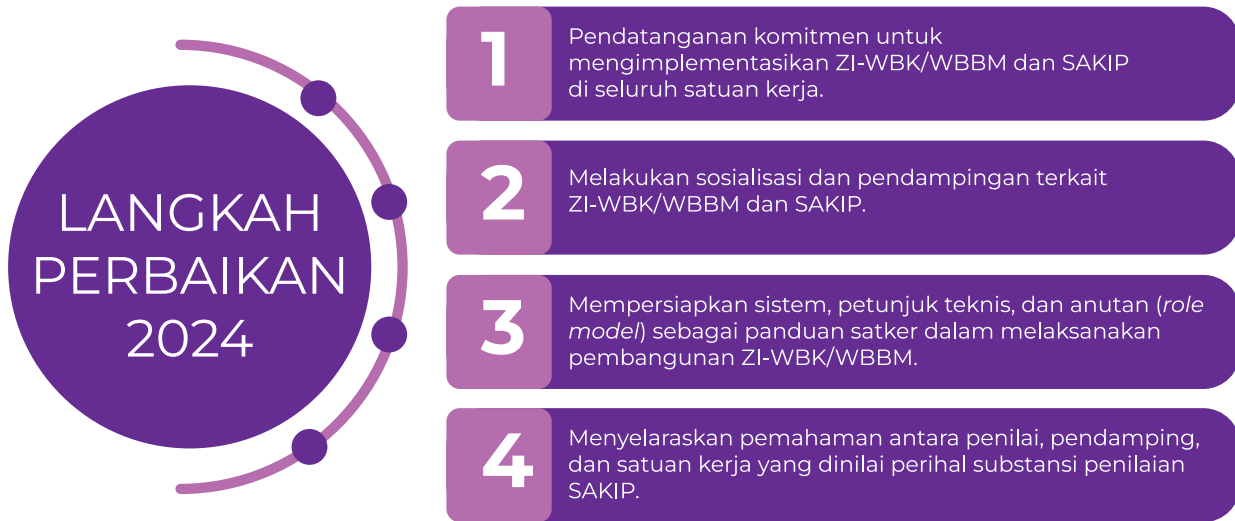 LANGKAH
PERBAIKAN
2024
1
Pendatanganan komitmen untuk
mengimplementasikan ZI-WBK/WBBM dan SAKIP
di seluruh satuan kerja.
2
Melakukan sosialisasi dan pendampingan terkait
ZI-WBK/WBBM dan SAKIP.
3
Mempersiapkan sistem, petunjuk teknis, dan anutan (role
model) sebagai panduan satker dalam melaksanakan
pembangunan ZI-WBK/WBBM.
4
Menyelaraskan pemahaman antara penilai, pendamping,
dan satuan kerja yang dinilai perihal substansi penilaian
SAKIP.